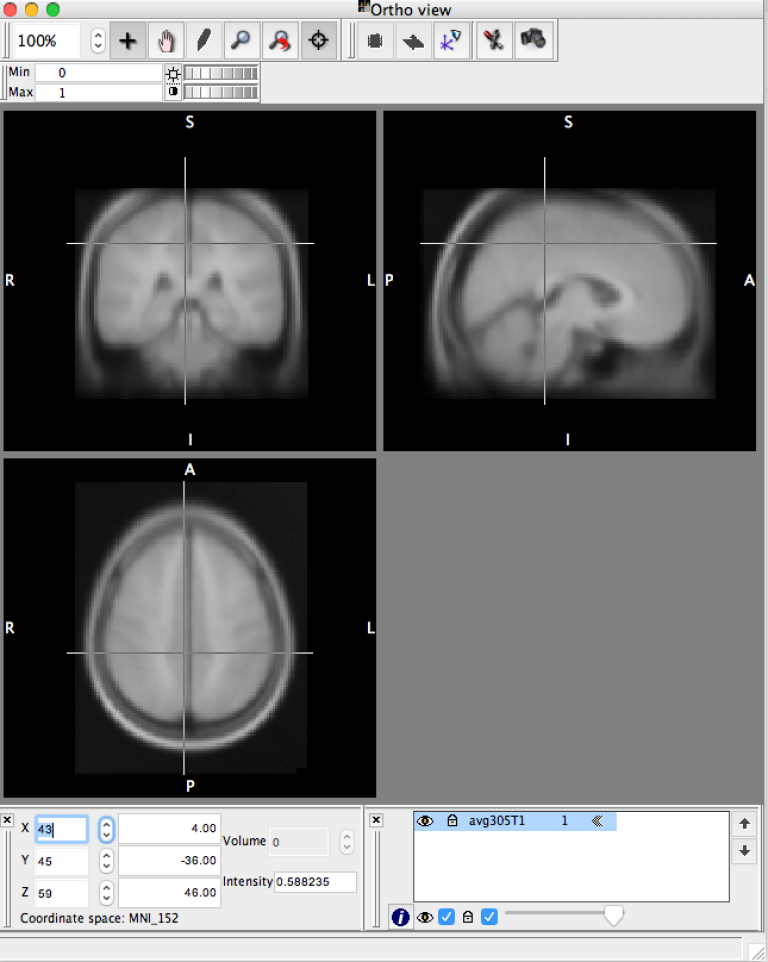 Ortho view
100%
Min 0
Max 1
S
S
R
L
P
A
I
I
A
R
L
P
X 43 4.00
Y 45 -36.00
Z 59 46.00
Volume 0
Intensity 0.588235
Coordinate space: MNI_152
avg305T1 1
i